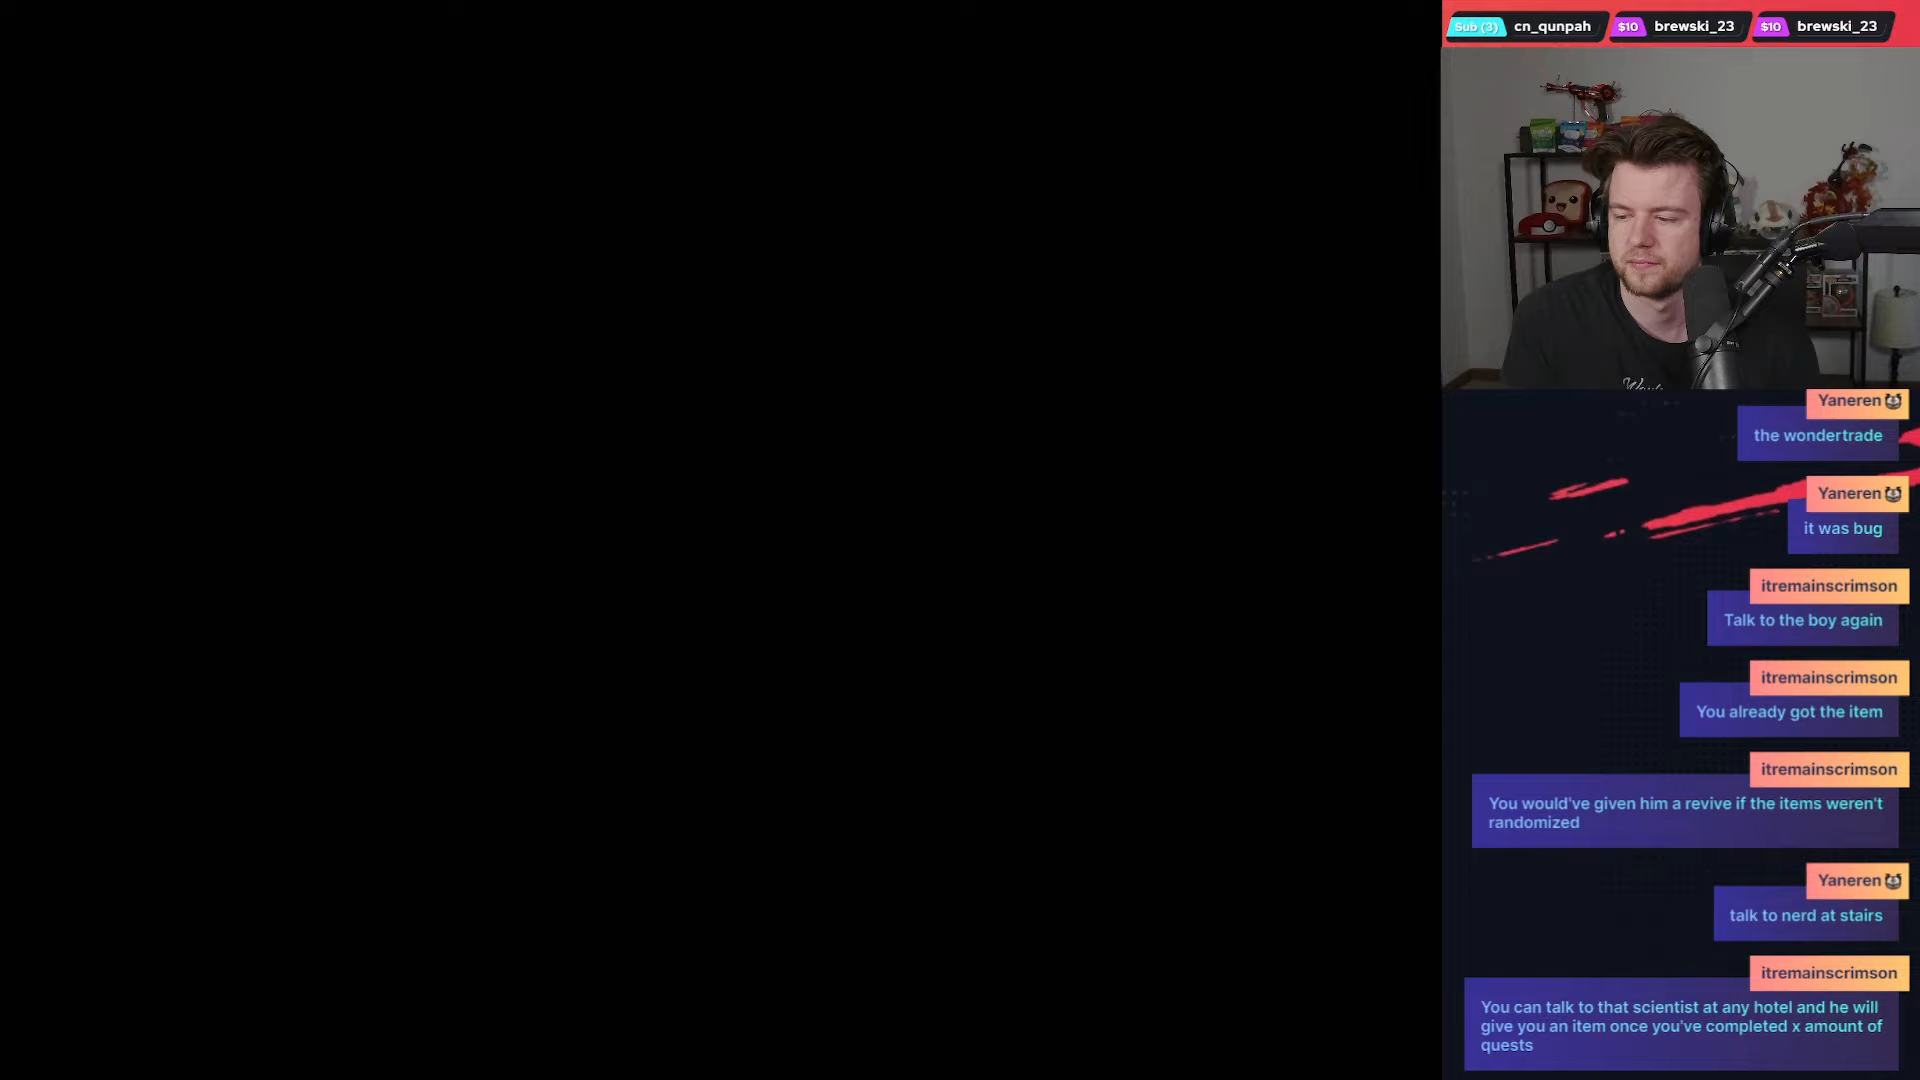 Sub (3) cn_qunpah $10 brewski_23 $10 brewski_23
Yaneren
the wondertrade
Yaneren
it was bug
itremainscrimson
Talk to the boy again
itremainscrimson
You already got the item
itremainscrimson
You would've given him a revive if the items weren't
randomized
Yaneren
talk to nerd at stairs
itremainscrimson
You can talk to that scientist at any hotel and he will
give you an item once you've completed x amount of
quests